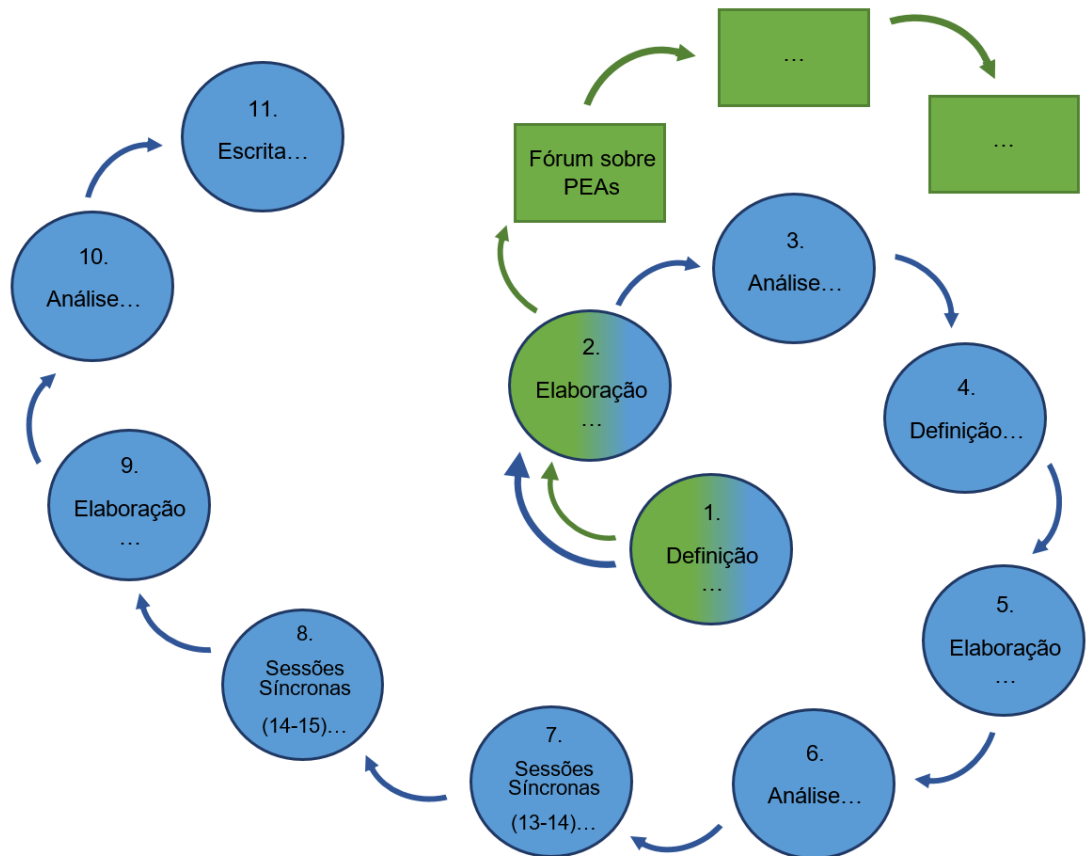 1.
Definição
…
2.
Elaboração
…
Fórum sobre
PEAs
…
…
3.
Análise…
4.
Definição…
5.
Elaboração
…
6.
Análise…
7.
Sessões
Síncronas
(13-14)…
8.
Sessões
Síncronas
(14-15)…
9.
Elaboração
…
10.
Análise…
11.
Escrita…